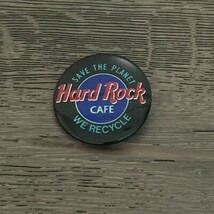 SAVE THE PLANET
Hard Rock
CAFE
WE RECYCLE